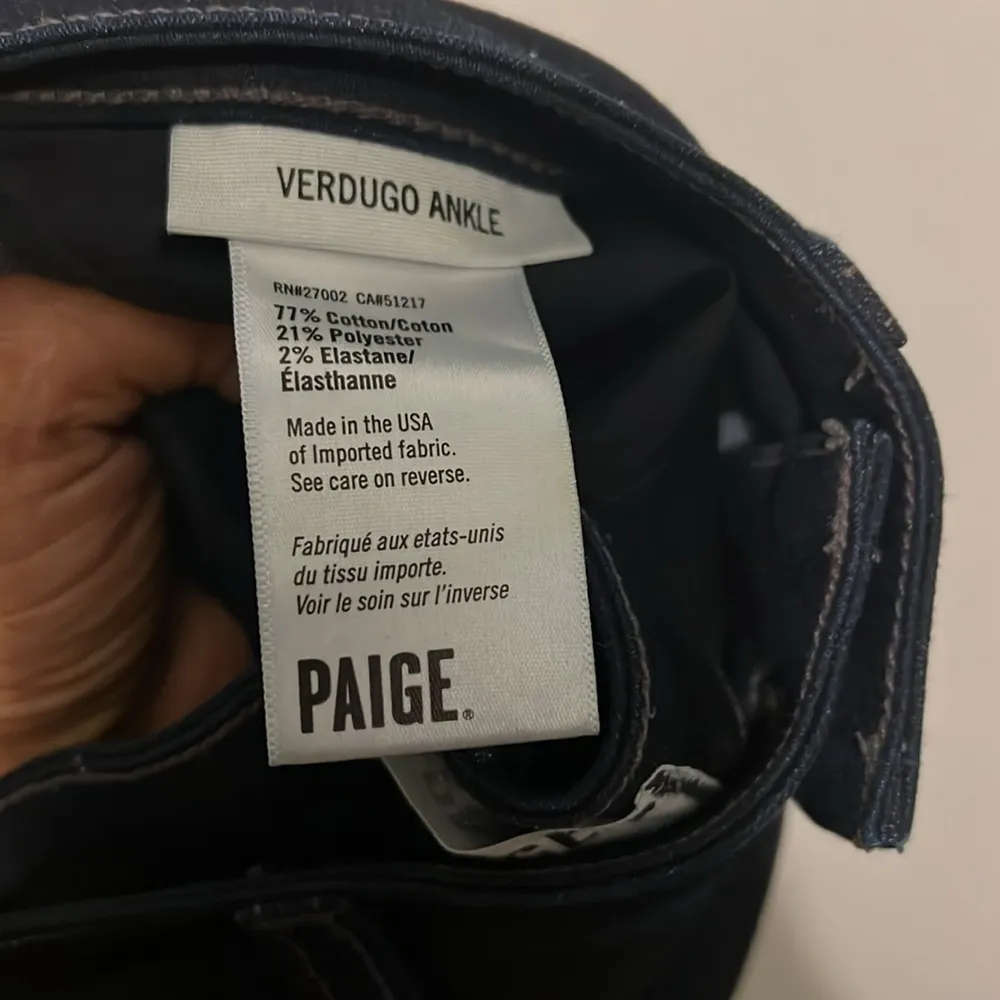 VERDUGO ANKLE
RN#27002 CA#51217
77% Cotton/Coton
21% Polyester
2% Elastane/
Élasthanne
Made in the USA
of Imported fabric.
See care on reverse.
Fabriqué aux etats-unis
du tissu importe.
Voir le soin sur l'inverse
PAIGE®